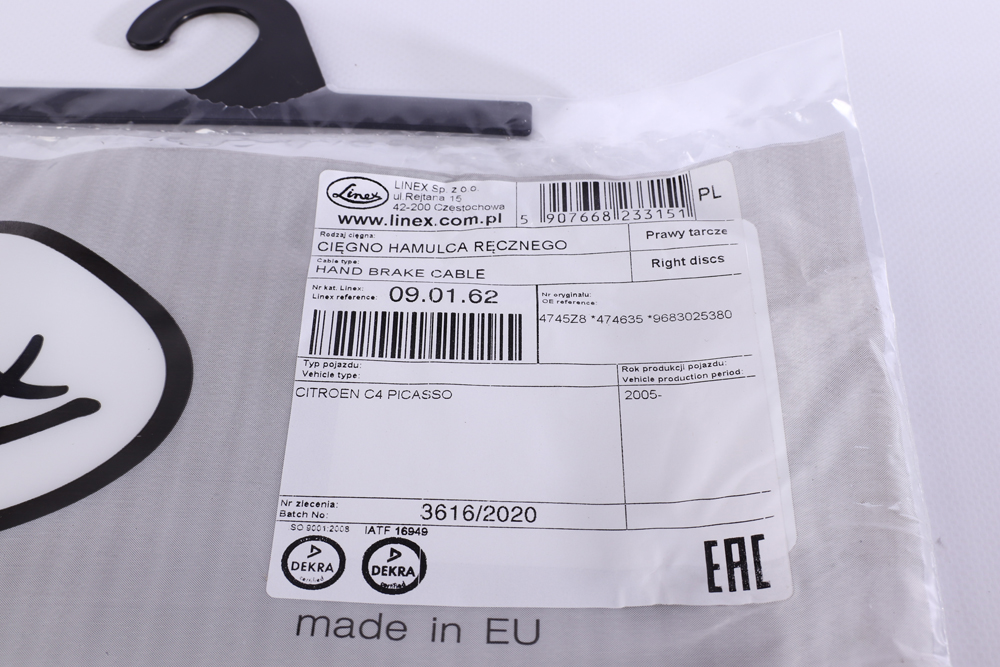 Linex
LINEX Sp. z o.o.
ul.Rejtana 15
42-200 Częstochowa
www.linex.com.pl
5 907668 233151
PL
Rodzaj cięgna:
CIĘGNO HAMULCA RĘCZNEGO
Prawy tarcze
Cable type:
HAND BRAKE CABLE
Right discs
Nr kat. Linex:
Linex reference:
09.01.62
Nr oryginału:
OE reference:
4745Z8 *474635 *9683025380
Typ pojazdu:
Vehicle type:
Rok produkcji pojazdu:
Vehicle production period:
CITROEN C4 PICASSO
2005-
Nr zlecenia:
Batch No:
3616/2020
ISO 9001:2008
IATF 16949
DEKRA
certified
DEKRA
certified
EAC
made in EU